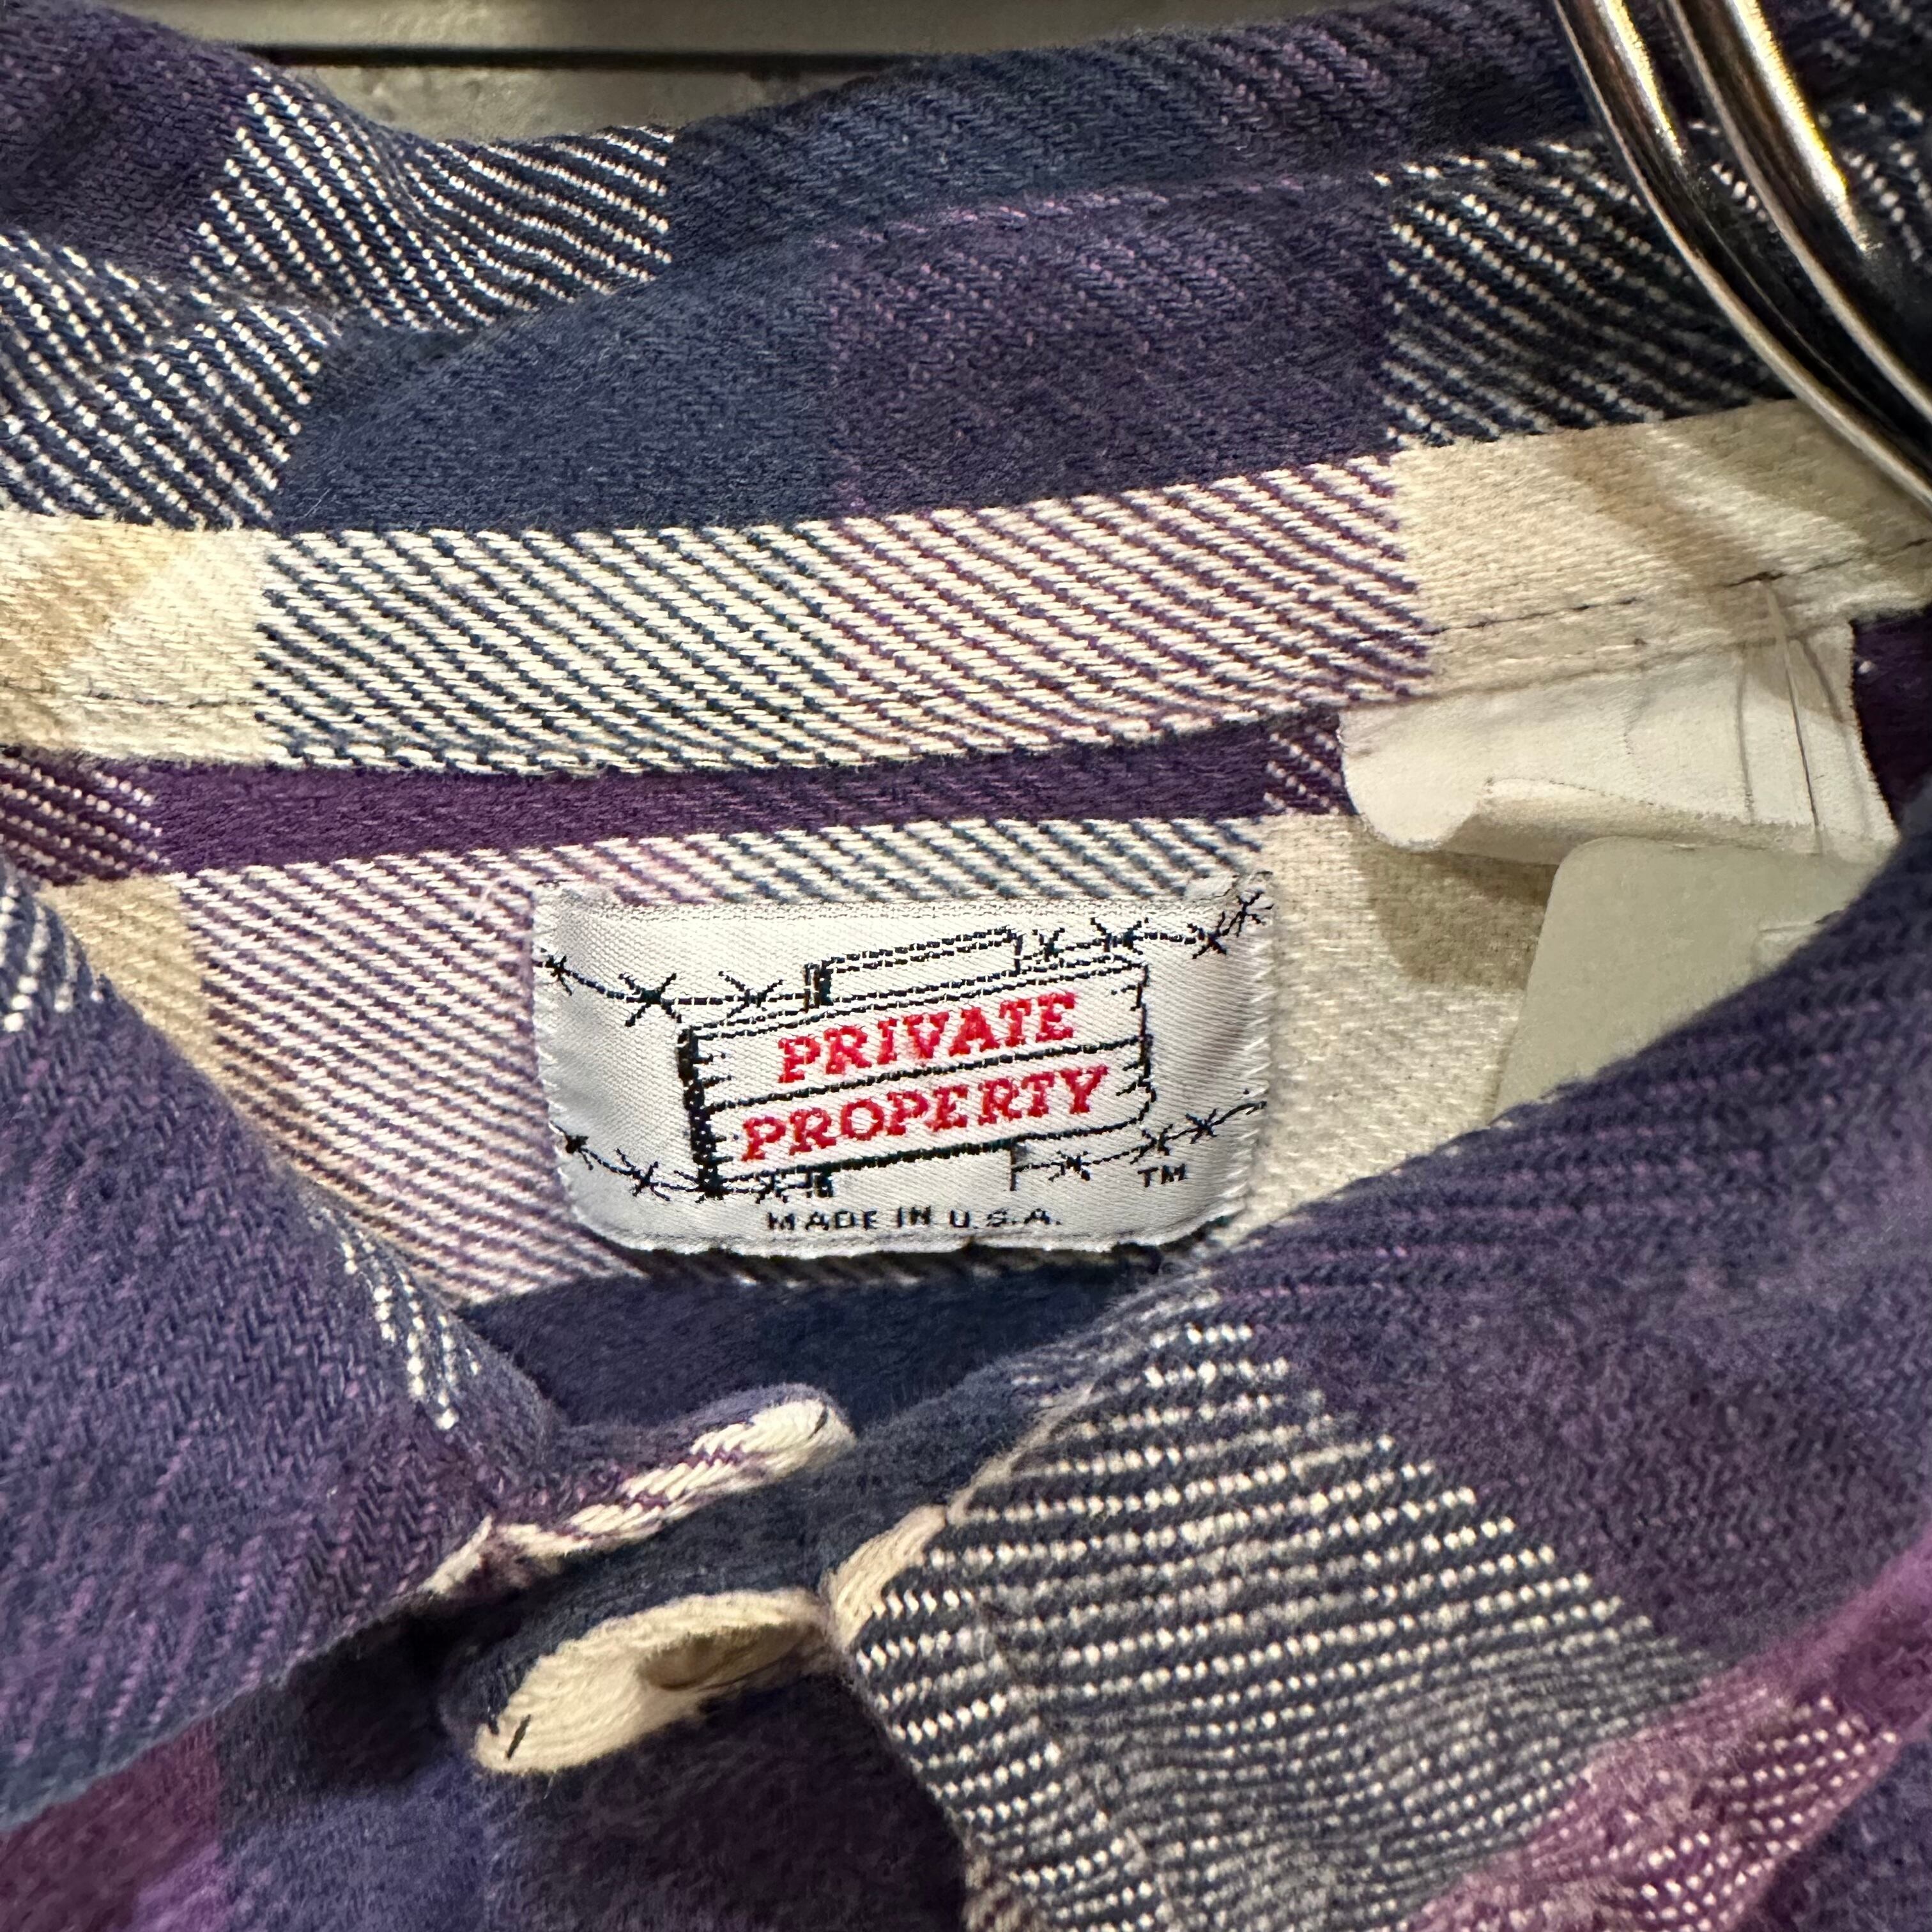 PRIVATE
PROPERTY
TM
MADE IN U.S.A.